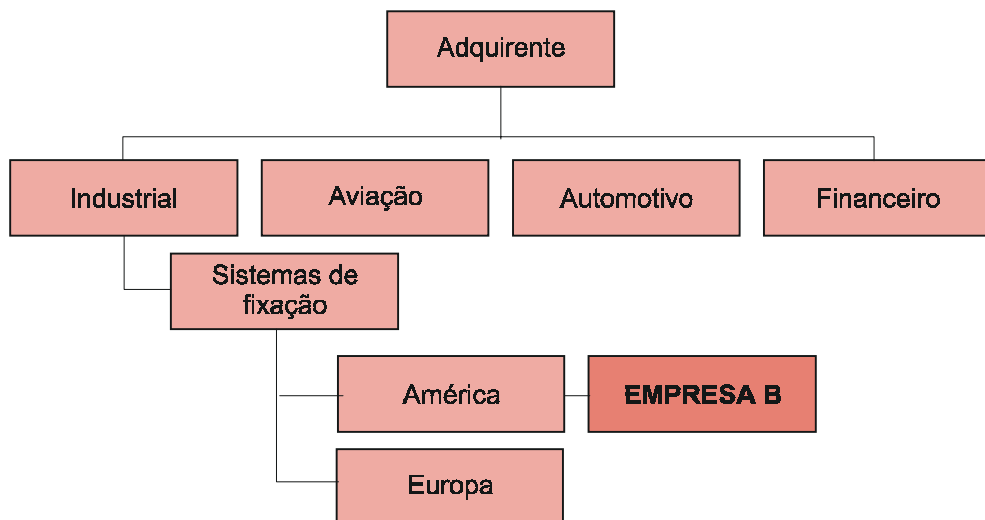 Adquirente
Industrial
Aviação
Automotivo
Financeiro
Sistemas de
fixação
América
EMPRESA B
Europa